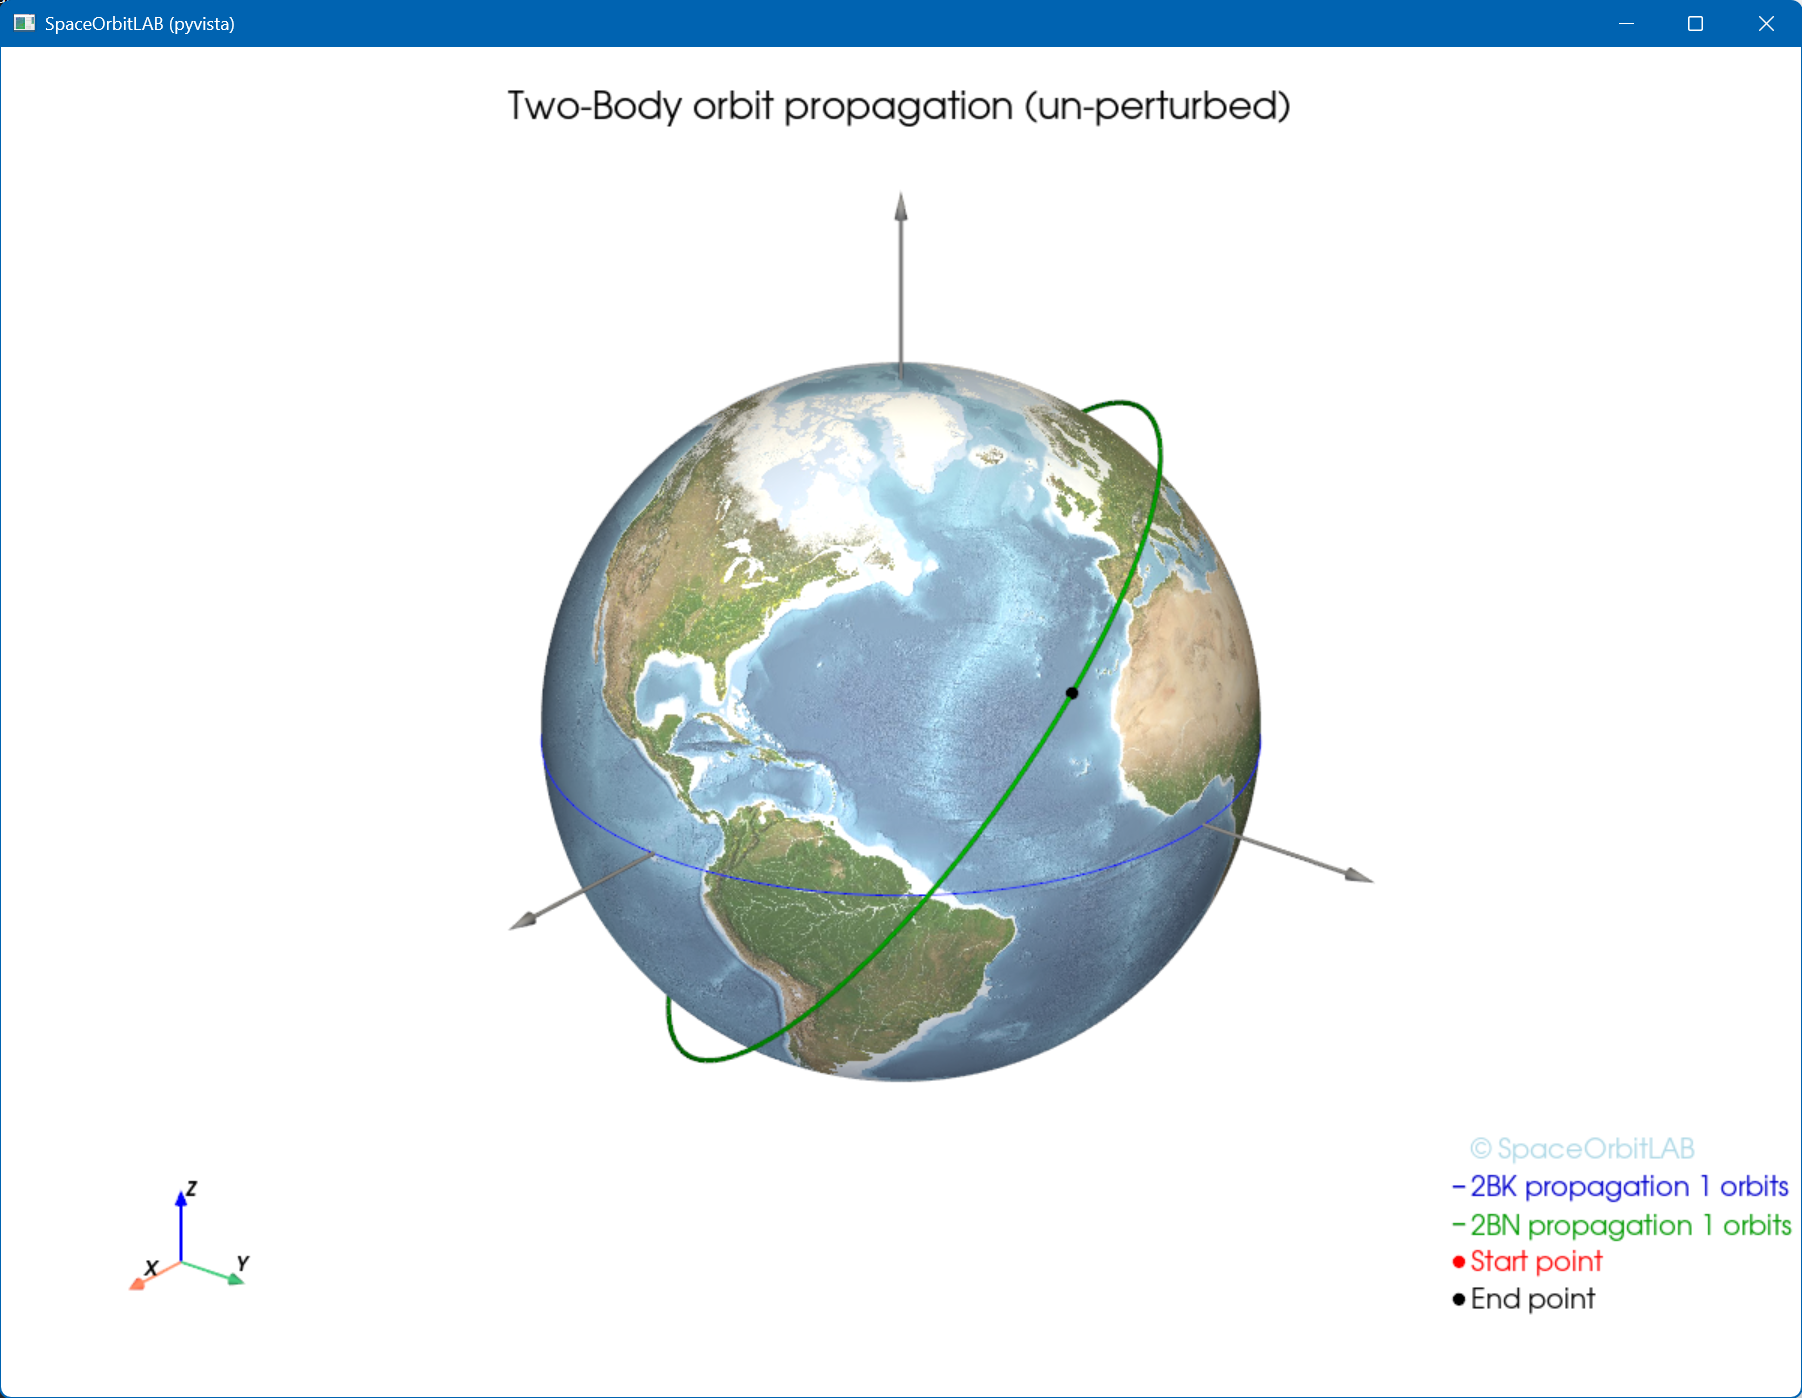 SpaceOrbitLAB (pyvista)
Two-Body orbit propagation (un-perturbed)
Z
X
Y
© SpaceOrbitLAB
2BK propagation 1 orbits
2BN propagation 1 orbits
Start point
End point